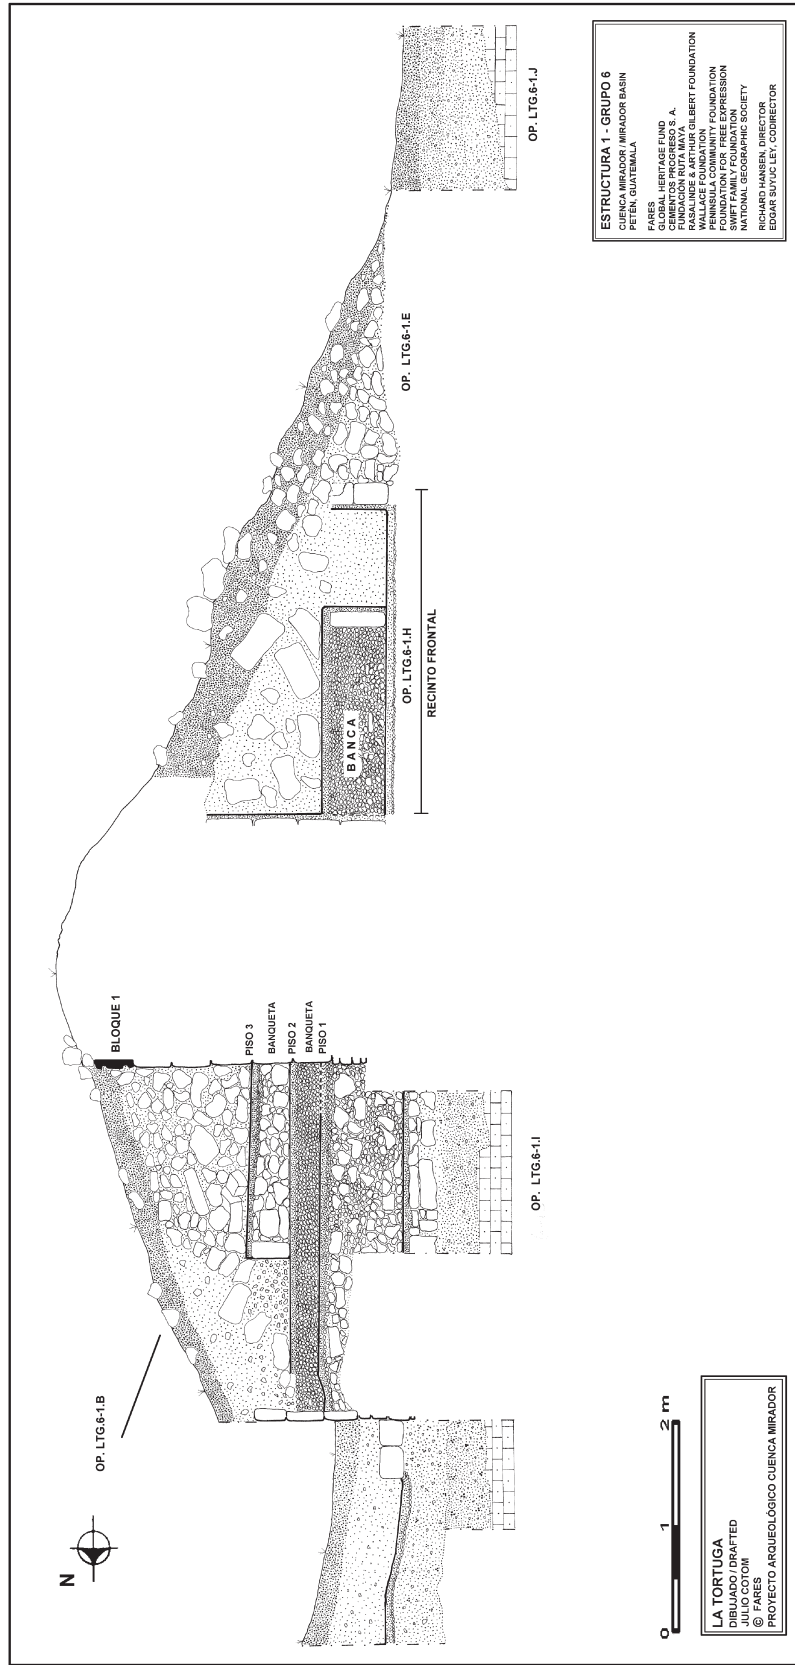 N
OP. LTG.6-1.B
BLOQUE 1
PISO 3
BANQUETA
PISO 2
BANQUETA
PISO 1
OP. LTG.6-1.I
BANCA
OP. LTG.6-1.H
RECINTO FRONTAL
OP. LTG.6-1.E
OP. LTG.6-1.J
0 1 2 m
LA TORTUGA
DIBUJADO / DRAFTED
JULIO COTOM
© FARES
PROYECTO ARQUEOLÓGICO CUENCA MIRADOR
ESTRUCTURA 1 - GRUPO 6
CUENCA MIRADOR / MIRADOR BASIN
PETÉN, GUATEMALA
FARES
GLOBAL HERITAGE FUND
CEMENTOS PROGRESO S. A.
FUNDACIÓN RUTA MAYA
RASALINDE & ARTHUR GILBERT FOUNDATION
WALLACE FOUNDATION
PENINSULA COMMUNITY FOUNDATION
FOUNDATION FOR FREE EXPRESSION
SWIFT FAMILY FOUNDATION
NATIONAL GEOGRAPHIC SOCIETY
RICHARD HANSEN, DIRECTOR
EDGAR SUYUC LEY, CODIRECTOR